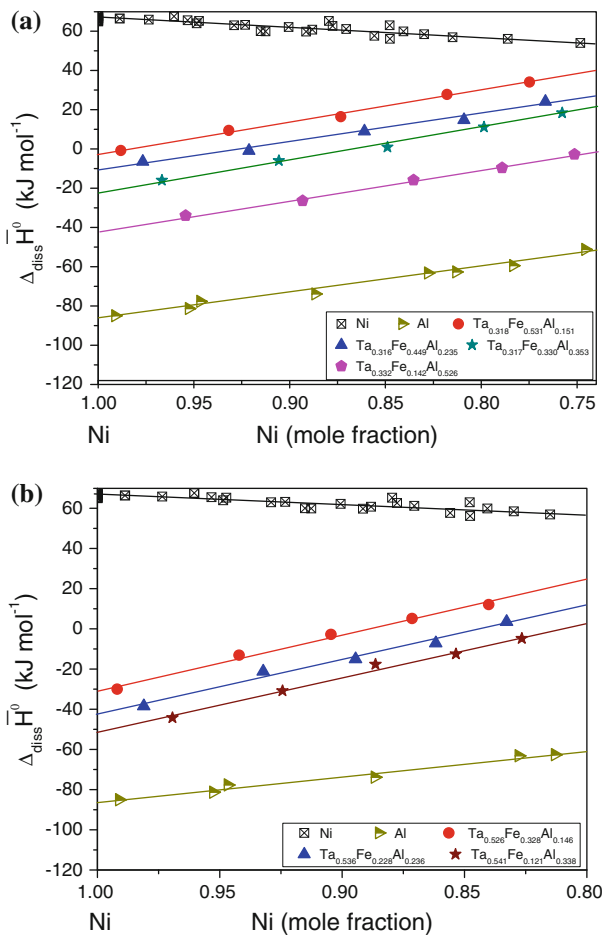 (a)
80
60
40
20
0
-20
-40
-60
-80
-100
-120
Δ_diss H̅⁰ (kJ mol⁻¹)
Ni Al Ta₀.₃₁₈Fe₀.₅₃₁Al₀.₁₅₁
Ta₀.₃₁₆Fe₀.₄₄₉Al₀.₂₃₅ Ta₀.₃₁₇Fe₀.₃₃₀Al₀.₃₅₃
Ta₀.₃₃₂Fe₀.₁₄₂Al₀.₅₂₆
1.00 0.95 0.90 0.85 0.80 0.75
Ni Ni (mole fraction)
(b)
80
60
40
20
0
-20
-40
-60
-80
-100
-120
Δ_diss H̅⁰ (kJ mol⁻¹)
Ni Al Ta₀.₅₂₆Fe₀.₃₂₈Al₀.₁₄₆
Ta₀.₅₃₆Fe₀.₂₂₈Al₀.₂₃₆ Ta₀.₅₄₁Fe₀.₁₂₁Al₀.₃₃₈
1.00 0.95 0.90 0.85 0.80
Ni Ni (mole fraction)